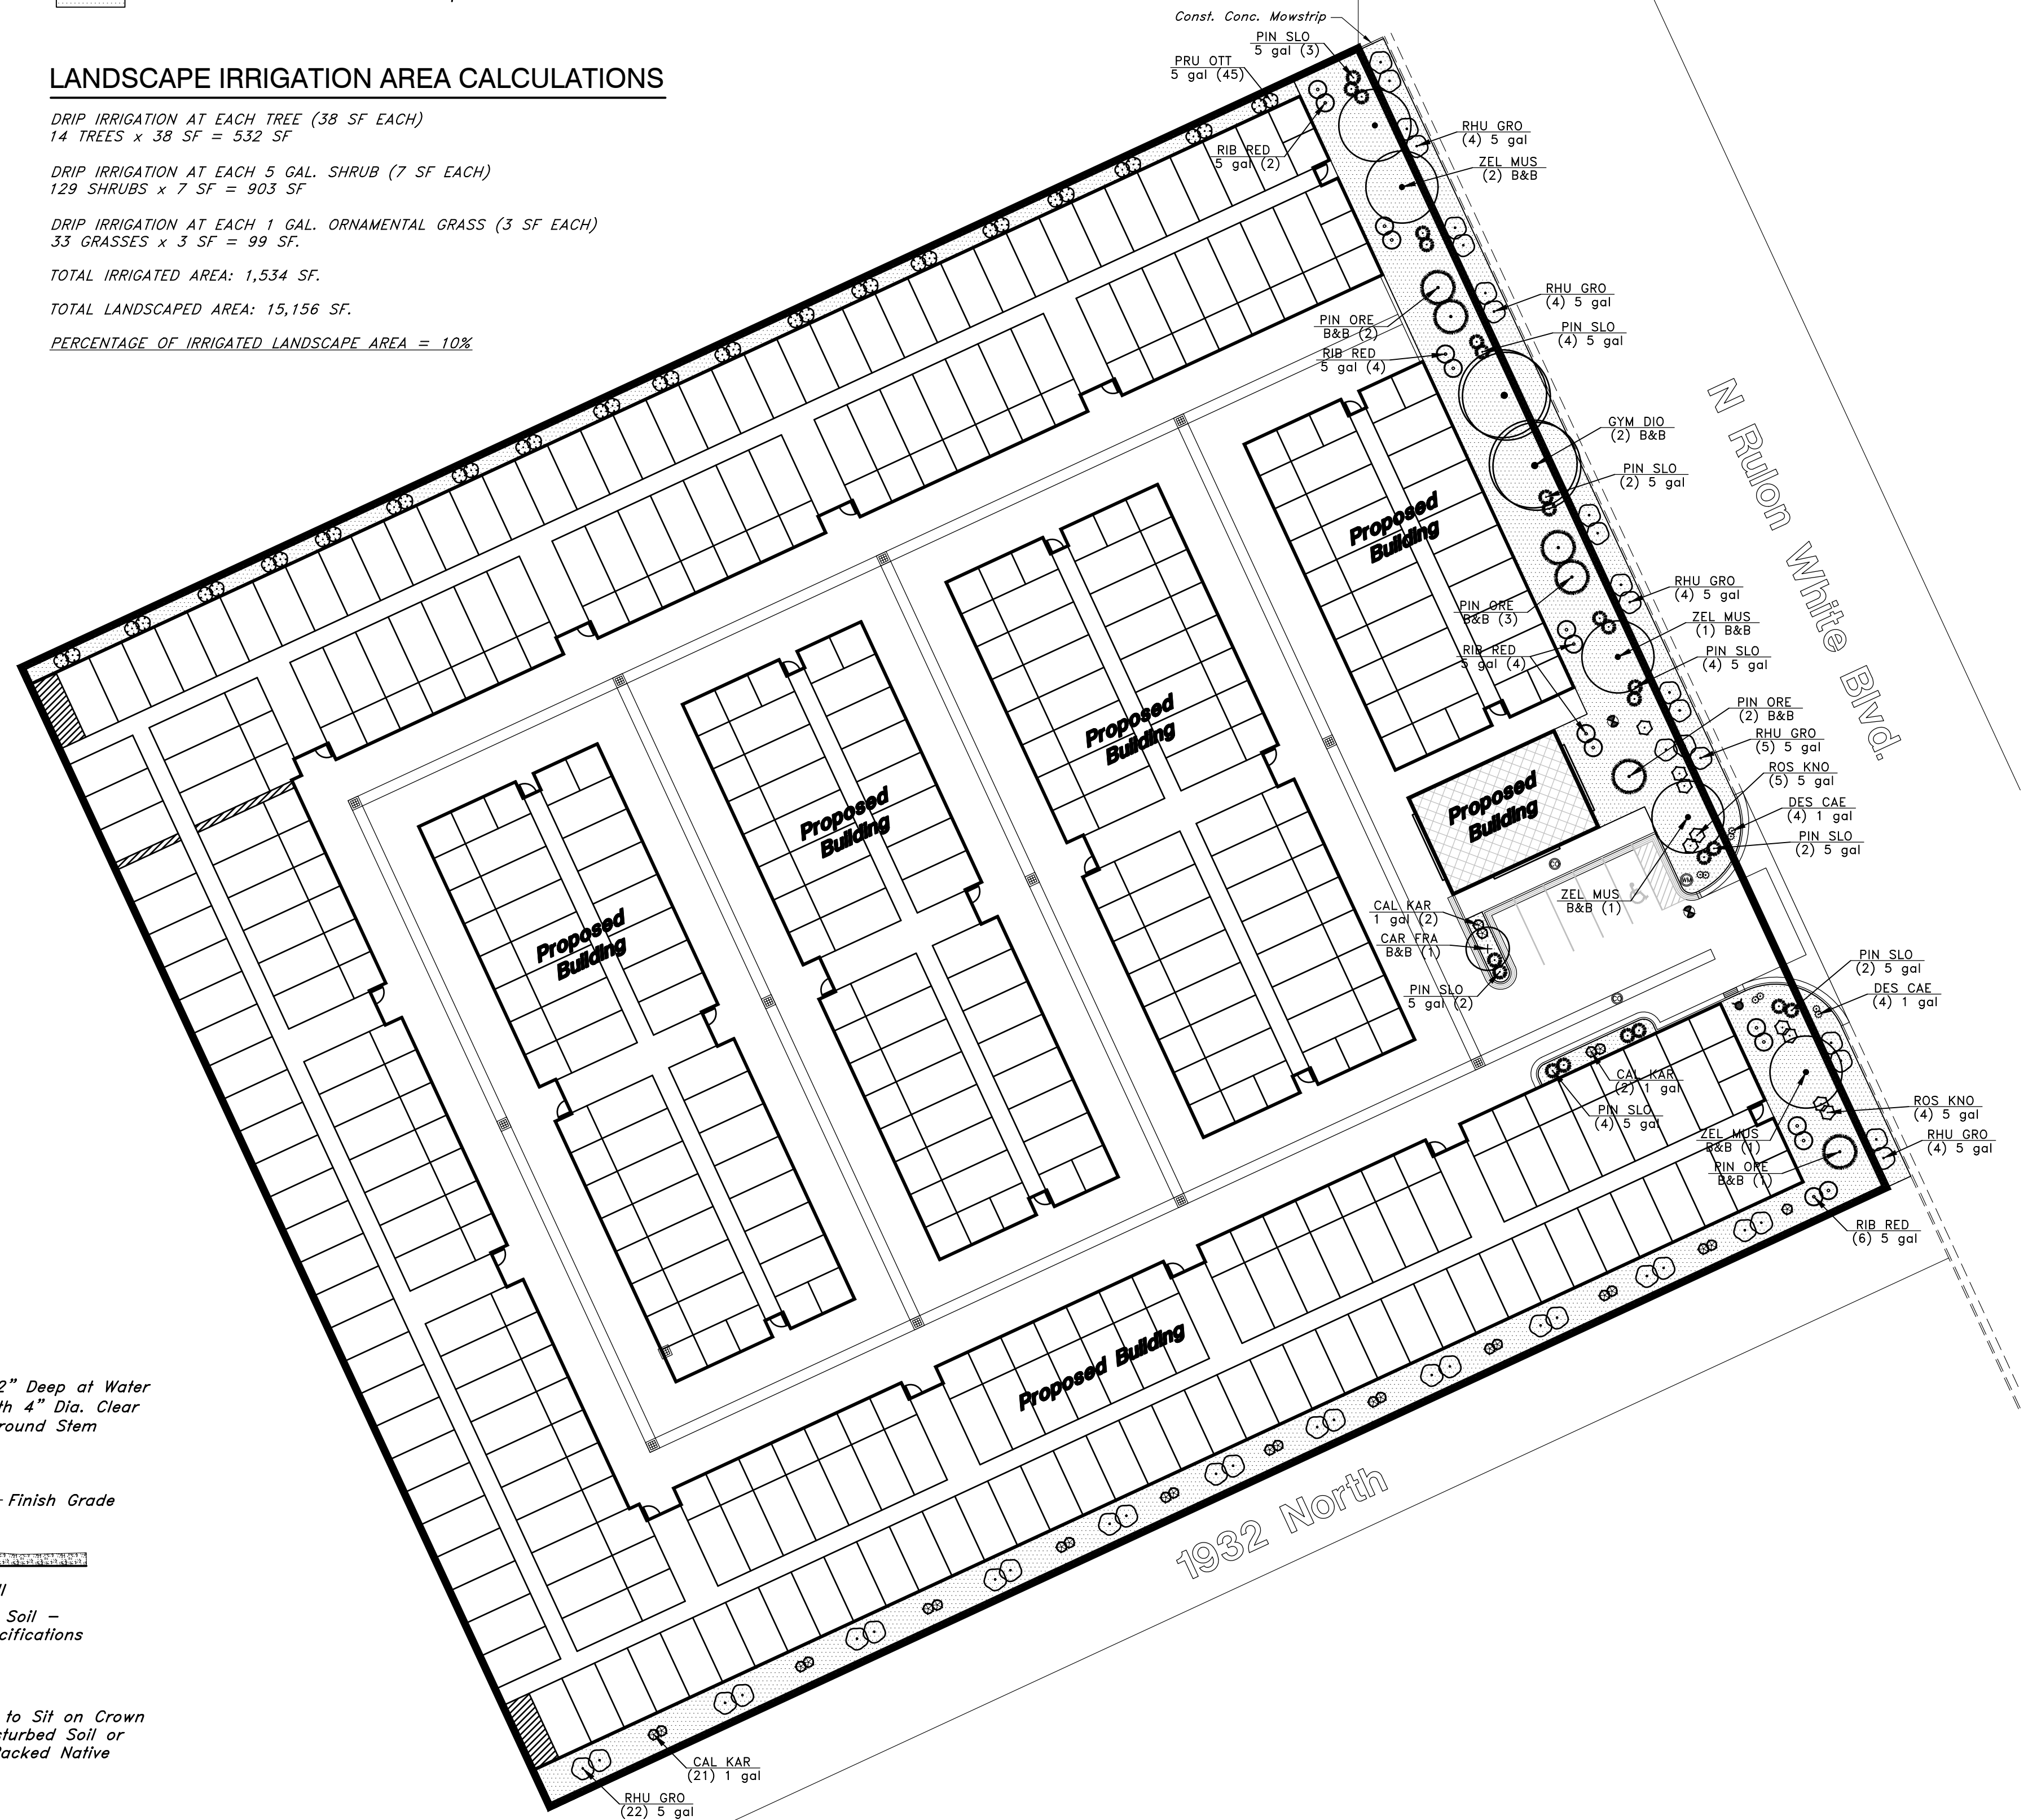 LANDSCAPE IRRIGATION AREA CALCULATIONS
DRIP IRRIGATION AT EACH TREE (38 SF EACH)
14 TREES x 38 SF = 532 SF
DRIP IRRIGATION AT EACH 5 GAL. SHRUB (7 SF EACH)
129 SHRUBS x 7 SF = 903 SF
DRIP IRRIGATION AT EACH 1 GAL. ORNAMENTAL GRASS (3 SF EACH)
33 GRASSES x 3 SF = 99 SF.
TOTAL IRRIGATED AREA: 1,534 SF.
TOTAL LANDSCAPED AREA: 15,156 SF.
PERCENTAGE OF IRRIGATED LANDSCAPE AREA = 10%
Const. Conc. Mowstrip
PIN SLO
5 gal (3)
PRU OTT
5 gal (45)
RIB RED
5 gal (2)
RHU GRO
(4) 5 gal
ZEL MUS
(2) B&B
RHU GRO
(4) 5 gal
PIN ORE
B&B (2)
PIN SLO
(4) 5 gal
RIB RED
5 gal (4)
GYM DIO
(2) B&B
PIN SLO
(2) 5 gal
N Rulon White Blvd.
Proposed
Building
RHU GRO
(4) 5 gal
PIN ORE
B&B (3)
ZEL MUS
(1) B&B
RIB RED
5 gal (4)
PIN SLO
(4) 5 gal
PIN ORE
(2) B&B
RHU GRO
(5) 5 gal
ROS KNO
(5) 5 gal
DES CAE
(4) 1 gal
PIN SLO
(2) 5 gal
Proposed
Building
Proposed
Building
Proposed
Building
Proposed
Building
ZEL MUS
B&B (1)
WM
CAL KAR
1 gal (2)
CAR FRA
B&B (1)
PIN SLO
5 gal (2)
PIN SLO
(2) 5 gal
DES CAE
(4) 1 gal
CAL KAR
(2) 1 gal
PIN SLO
(4) 5 gal
ROS KNO
(4) 5 gal
ZEL MUS
B&B (1)
RHU GRO
(4) 5 gal
PIN ORE
B&B (1)
RIB RED
(6) 5 gal
Proposed Building
1932 North
CAL KAR
(21) 1 gal
RHU GRO
(22) 5 gal
2" Deep at Water
th 4" Dia. Clear
round Stem
Finish Grade
Soil –
cifications
to Sit on Crown
sturbed Soil or
Packed Native